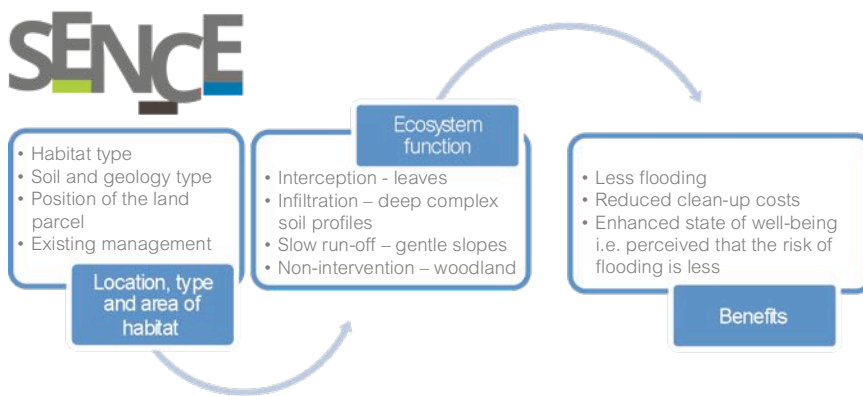 SENCE
• Habitat type
• Soil and geology type
• Position of the land
parcel
• Existing management
Location, type
and area of
habitat
Ecosystem
function
• Interception - leaves
• Infiltration – deep complex
soil profiles
• Slow run-off – gentle slopes
• Non-intervention – woodland
• Less flooding
• Reduced clean-up costs
• Enhanced state of well-being
i.e. perceived that the risk of
flooding is less
Benefits